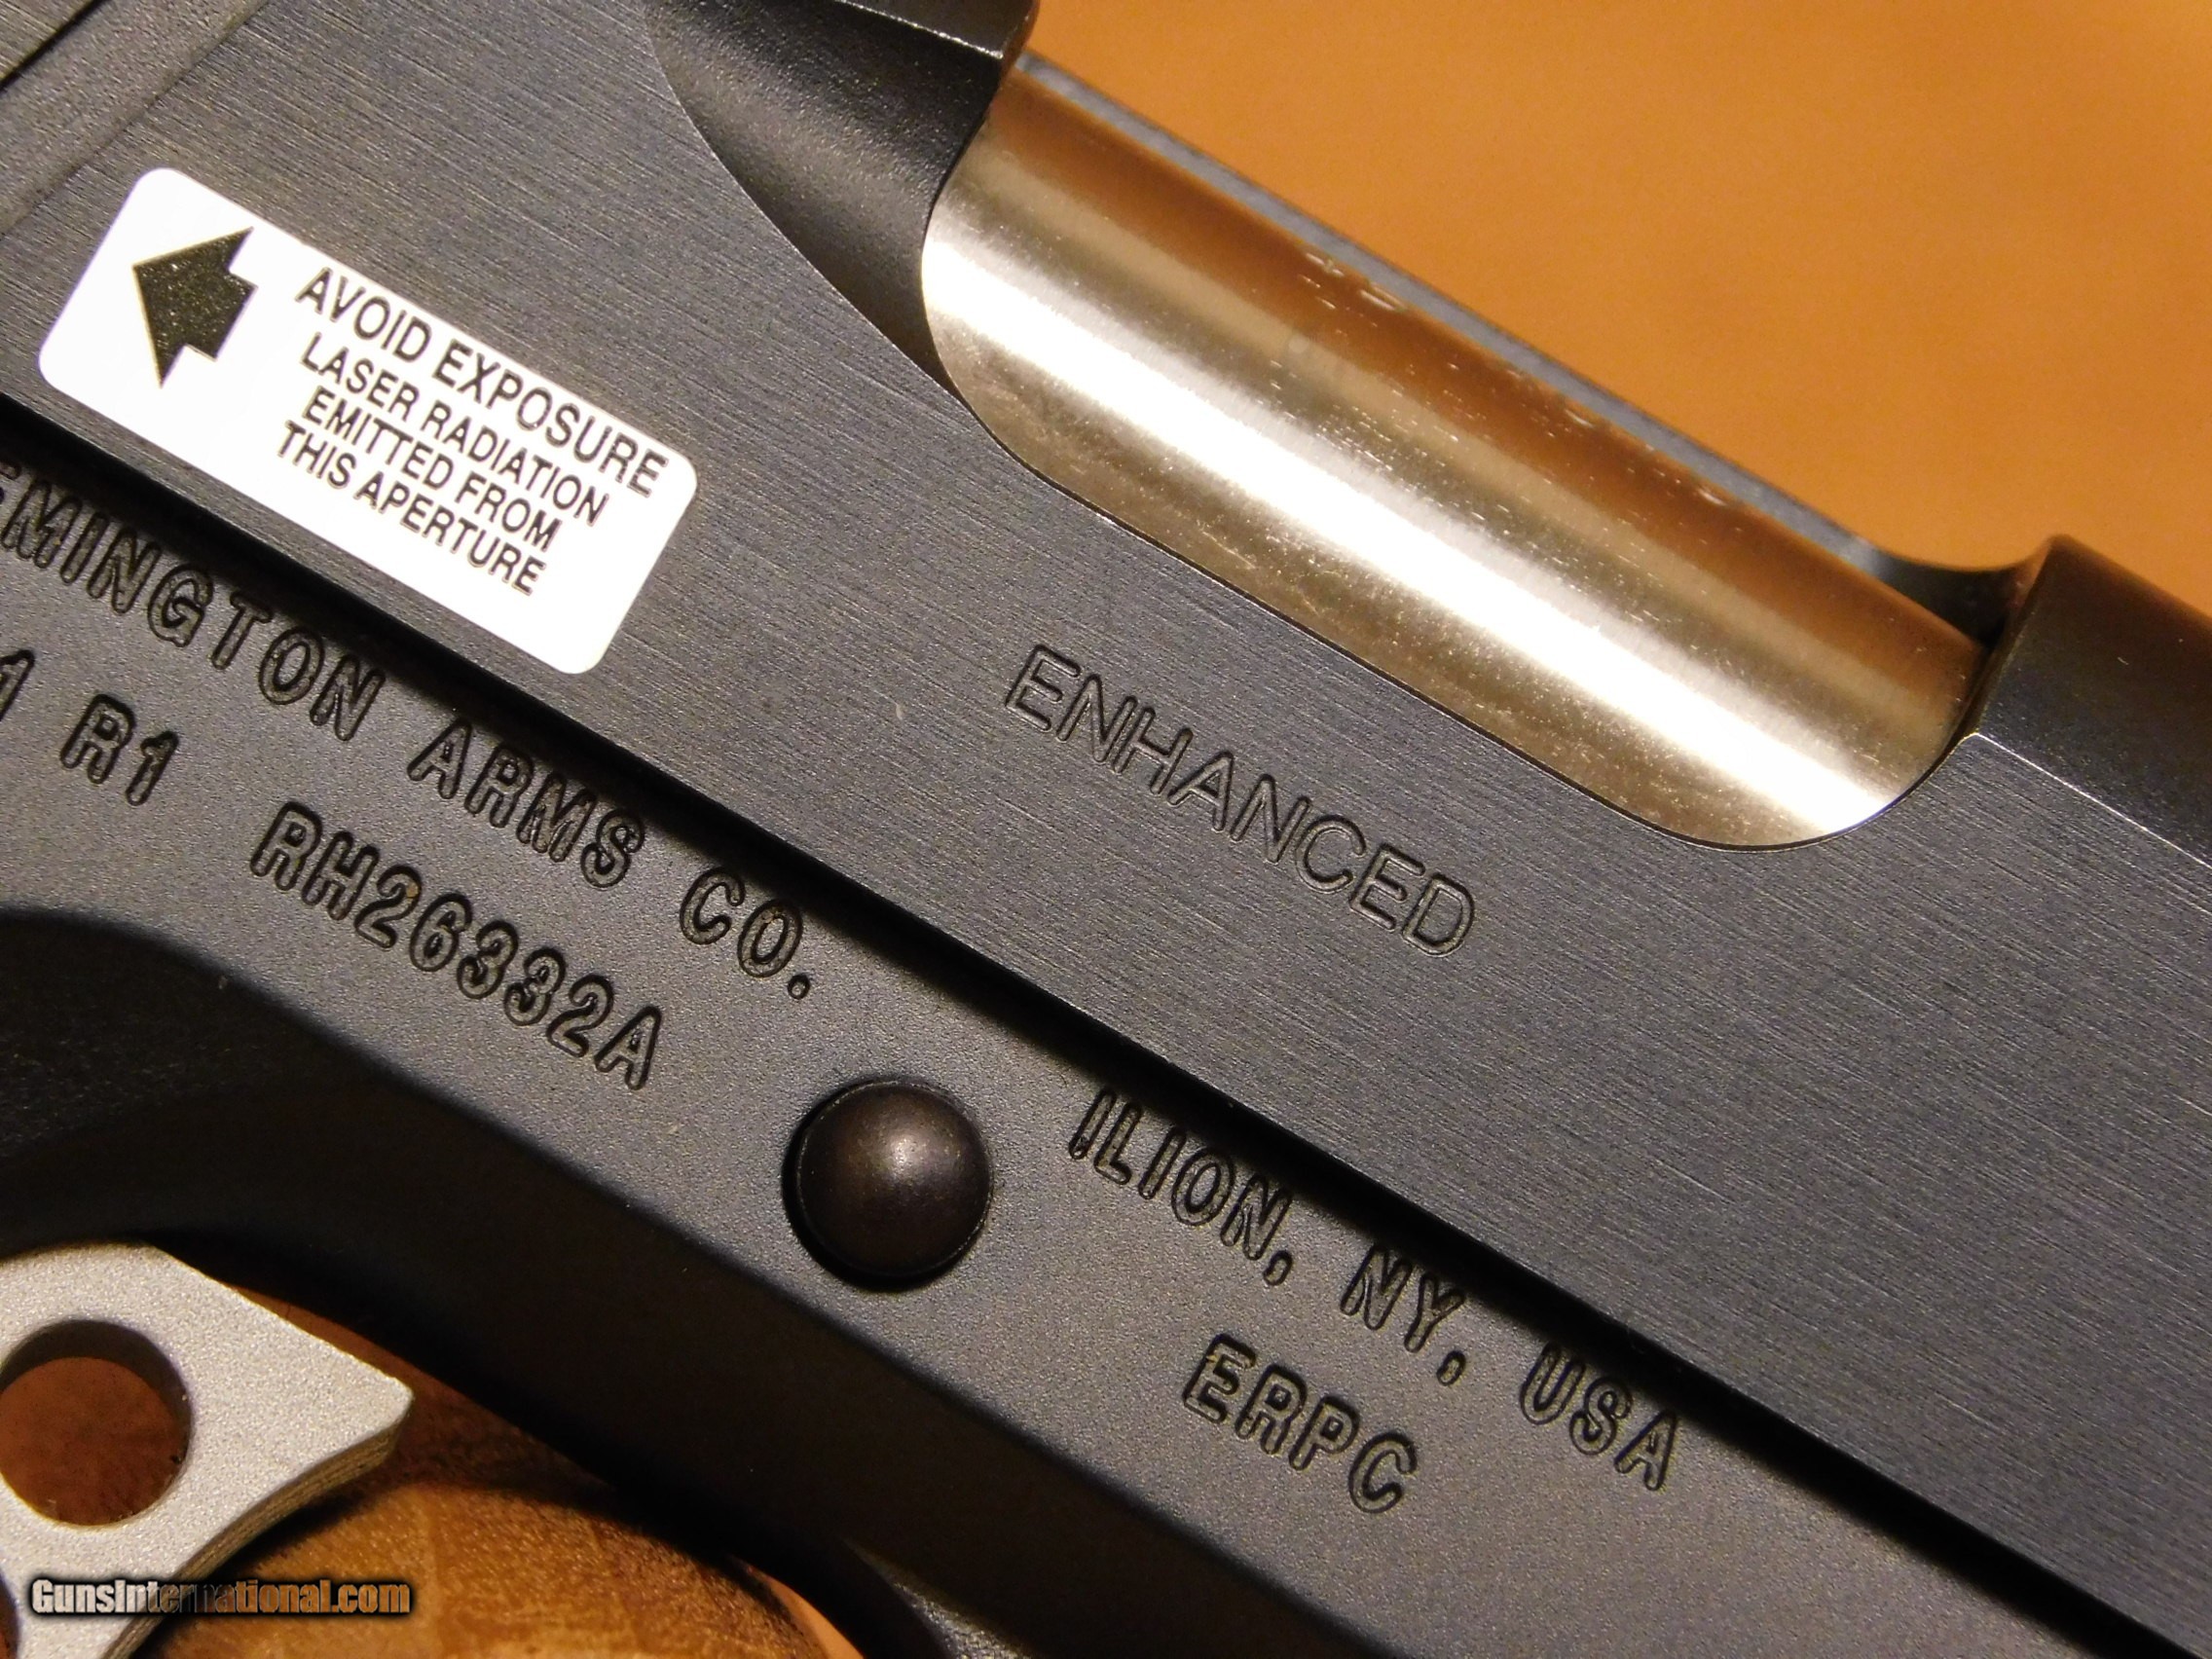 AVOID EXPOSURE
LASER RADIATION
EMITTED FROM
THIS APERTURE
ENHANCED
EMINGTON ARMS CO.
1 R1 RH26332A
ILION, NY, USA
ERPC
GunsInternational.com